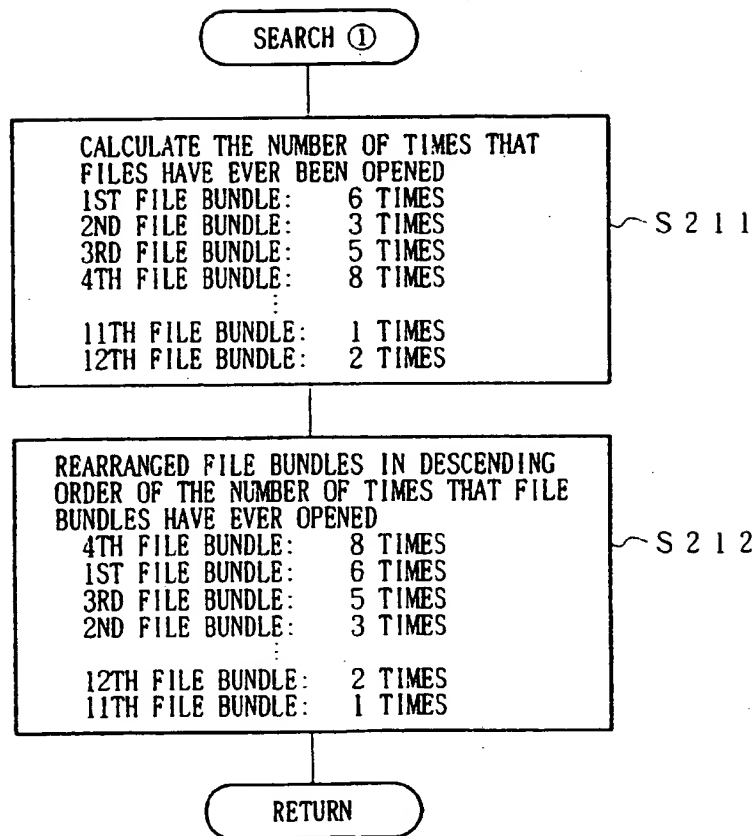 SEARCH ①
CALCULATE THE NUMBER OF TIMES THAT
FILES HAVE EVER BEEN OPENED
1ST FILE BUNDLE: 6 TIMES
2ND FILE BUNDLE: 3 TIMES
3RD FILE BUNDLE: 5 TIMES
4TH FILE BUNDLE: 8 TIMES
⋮
11TH FILE BUNDLE: 1 TIMES
12TH FILE BUNDLE: 2 TIMES
S211
REARRANGED FILE BUNDLES IN DESCENDING
ORDER OF THE NUMBER OF TIMES THAT FILE
BUNDLES HAVE EVER OPENED
4TH FILE BUNDLE: 8 TIMES
1ST FILE BUNDLE: 6 TIMES
3RD FILE BUNDLE: 5 TIMES
2ND FILE BUNDLE: 3 TIMES
⋮
12TH FILE BUNDLE: 2 TIMES
11TH FILE BUNDLE: 1 TIMES
S212
RETURN